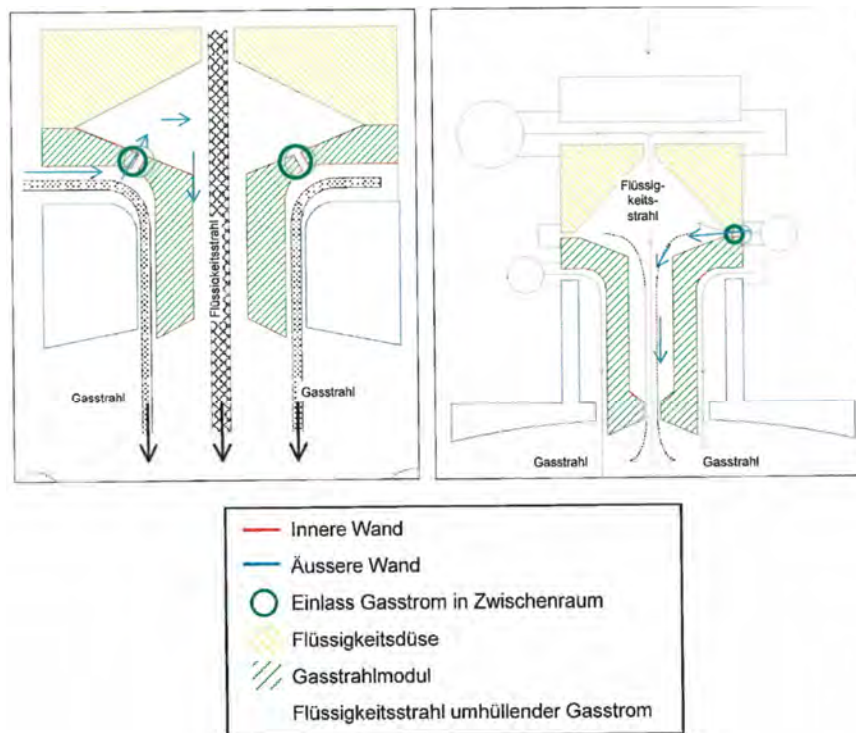 Flüssigkeitsstrahl
Gasstrahl
Gasstrahl
Flüssig-
keits-
strahl
Gasstrahl
Gasstrahl
Innere Wand
Äussere Wand
Einlass Gasstrom in Zwischenraum
Flüssigkeitsdüse
Gasstrahlmodul
Flüssigkeitsstrahl umhüllender Gasstrom